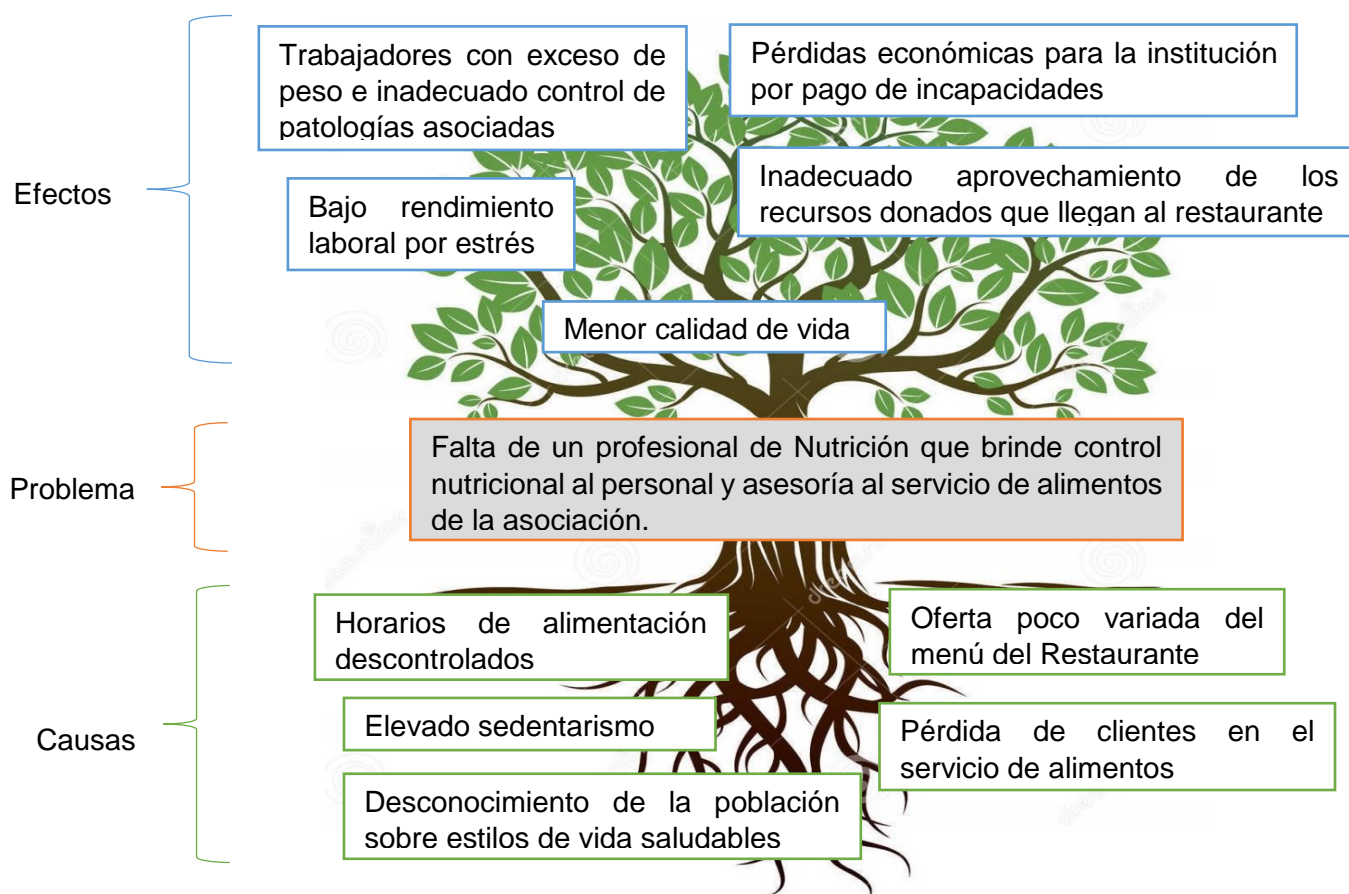 Efectos
Trabajadores con exceso de
peso e inadecuado control de
patologías asociadas
Pérdidas económicas para la institución
por pago de incapacidades
Bajo rendimiento
laboral por estrés
Inadecuado aprovechamiento de los
recursos donados que llegan al restaurante
Menor calidad de vida
Problema
Falta de un profesional de Nutrición que brinde control
nutricional al personal y asesoría al servicio de alimentos
de la asociación.
Causas
Horarios de alimentación
descontrolados
Oferta poco variada del
menú del Restaurante
Elevado sedentarismo
Pérdida de clientes en el
servicio de alimentos
Desconocimiento de la población
sobre estilos de vida saludables